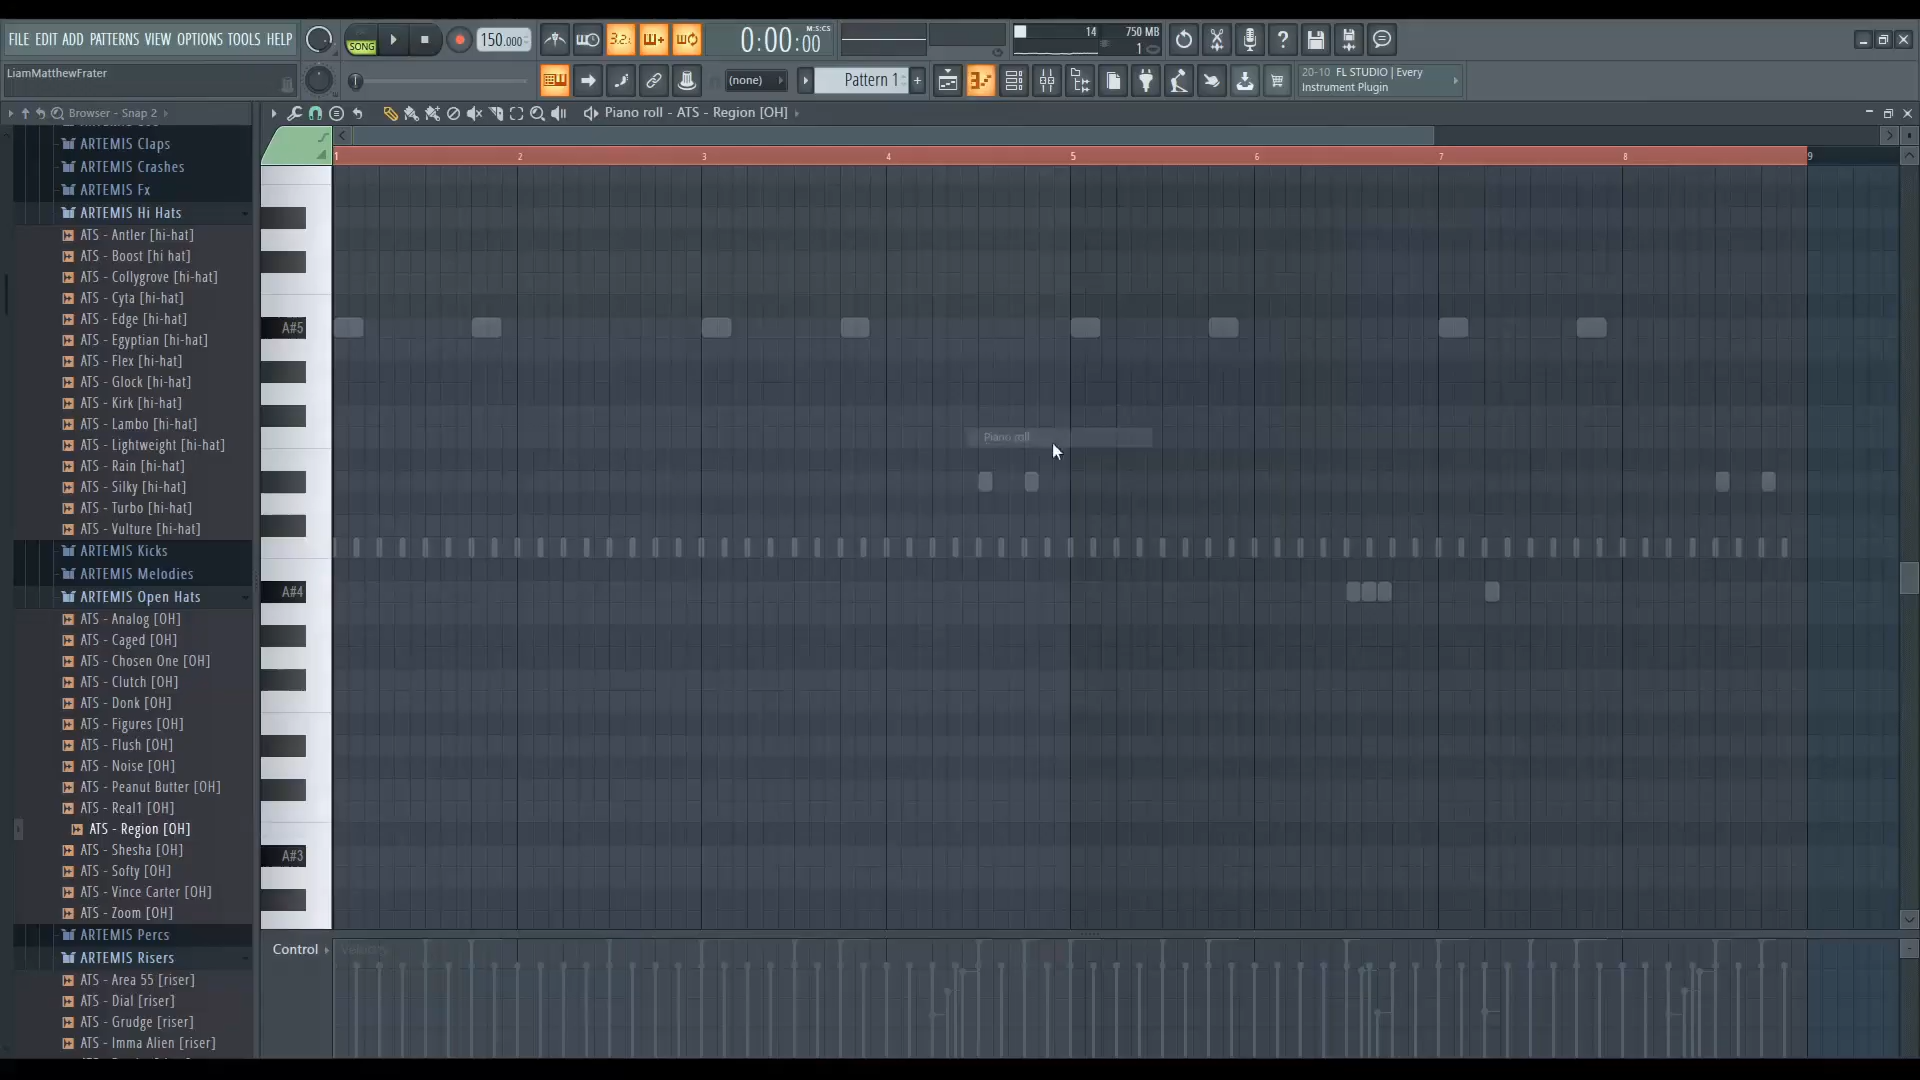 FILE EDIT ADD PATTERNS VIEW OPTIONS TOOLS HELP
SONG
150.000
3.2.
0:00:00
M:S:CS
14
750 MB
1
LiamMatthewFrater
(none)
Pattern 1
20-10 FL STUDIO | Every
Instrument Plugin
Browser - Snap 2
Piano roll - ATS - Region [OH]
1 2 3 4 5 6 7 8 9
ARTEMIS Claps
ARTEMIS Crashes
ARTEMIS Fx
ARTEMIS Hi Hats
ATS - Antler [hi-hat]
ATS - Boost [hi hat]
ATS - Collygrove [hi-hat]
ATS - Cyta [hi-hat]
ATS - Edge [hi-hat]
ATS - Egyptian [hi-hat]
ATS - Flex [hi-hat]
ATS - Glock [hi-hat]
ATS - Kirk [hi-hat]
ATS - Lambo [hi-hat]
ATS - Lightweight [hi-hat]
ATS - Rain [hi-hat]
ATS - Silky [hi-hat]
ATS - Turbo [hi-hat]
ATS - Vulture [hi-hat]
ARTEMIS Kicks
ARTEMIS Melodies
ARTEMIS Open Hats
ATS - Analog [OH]
ATS - Caged [OH]
ATS - Chosen One [OH]
ATS - Clutch [OH]
ATS - Donk [OH]
ATS - Figures [OH]
ATS - Flush [OH]
ATS - Noise [OH]
ATS - Peanut Butter [OH]
ATS - Real1 [OH]
ATS - Region [OH]
ATS - Shesha [OH]
ATS - Softy [OH]
ATS - Vince Carter [OH]
ATS - Zoom [OH]
ARTEMIS Percs
ARTEMIS Risers
ATS - Area 55 [riser]
ATS - Dial [riser]
ATS - Grudge [riser]
ATS - Imma Alien [riser]
A#5
Piano roll
A#4
A#3
Control
Velocity